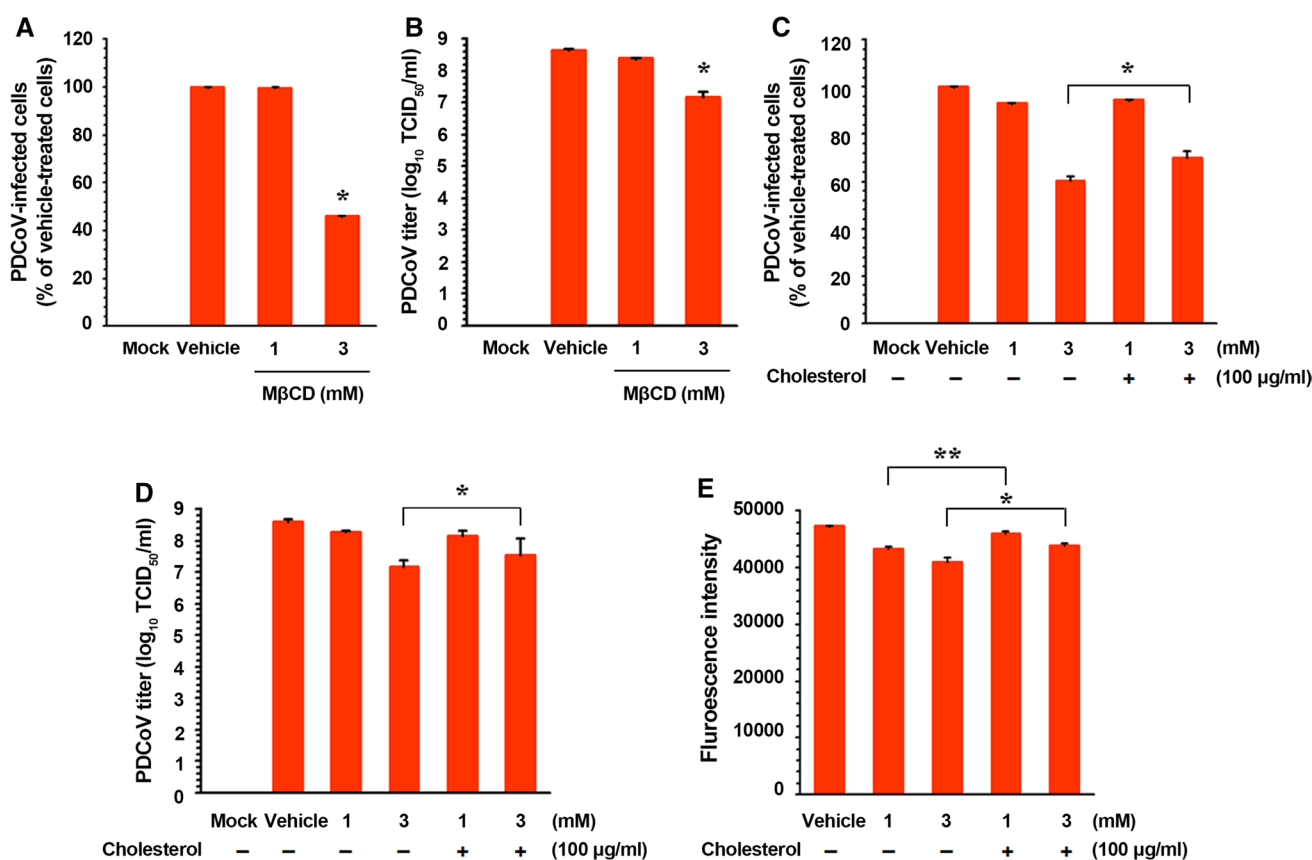 A
PDCoV-infected cells
(% of vehicle-treated cells)
120
100
80
60
40
20
0
*
Mock Vehicle 1 3
MβCD (mM)
B
PDCoV titer (log10 TCID50/ml)
9
8
7
6
5
4
3
2
1
0
*
Mock Vehicle 1 3
MβCD (mM)
C
PDCoV-infected cells
(% of vehicle-treated cells)
120
100
80
60
40
20
0
*
Mock Vehicle 1 3 1 3 (mM)
Cholesterol – – – – + + (100 µg/ml)
D
PDCoV titer (log10 TCID50/ml)
9
8
7
6
5
4
3
2
1
0
*
Mock Vehicle 1 3 1 3 (mM)
Cholesterol – – – – + + (100 µg/ml)
E
Fluroescence intensity
50000
40000
30000
20000
10000
0
**
*
Vehicle 1 3 1 3 (mM)
Cholesterol – – – + + (100 µg/ml)